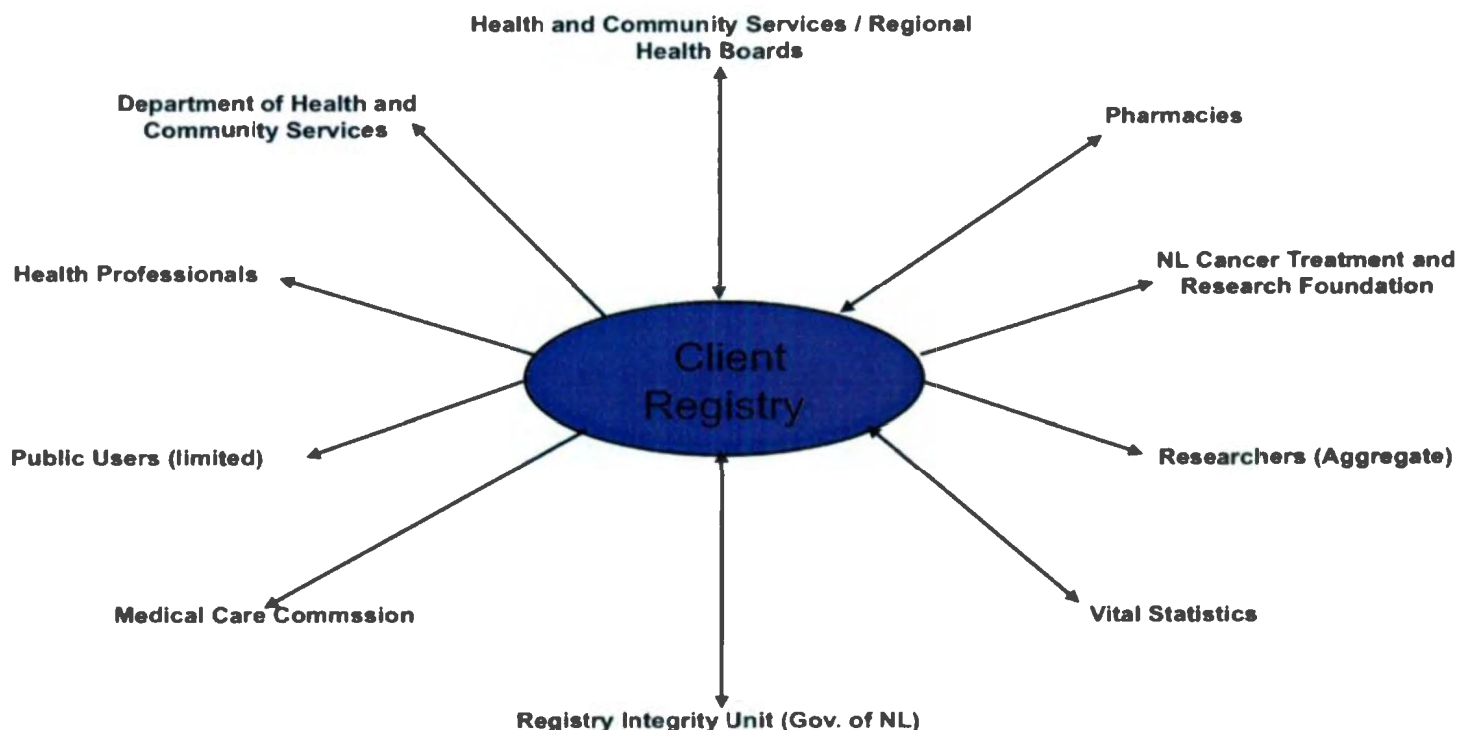 Health and Community Services / Regional
Health Boards
Department of Health and
Community Services
Pharmacies
Health Professionals
NL Cancer Treatment and
Research Foundation
Client
Registry
Public Users (limited)
Researchers (Aggregate)
Medical Care Commssion
Vital Statistics
Registry Integrity Unit (Gov. of NL)